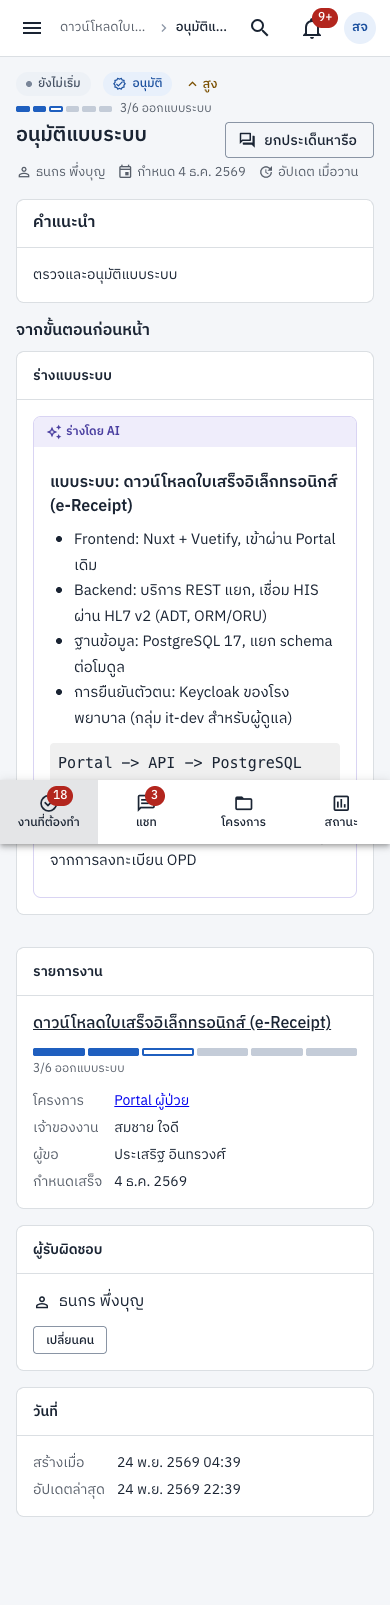 ดาวน์โหลดใบเ... > อนุมัติแ... 9+ สจ
ยังไม่เริ่ม อนุมัติ สูง
3/6 ออกแบบระบบ
อนุมัติแบบระบบ
ยกประเด็นหารือ
ธนกร พึ่งบุญ กำหนด 4 ธ.ค. 2569 อัปเดต เมื่อวาน
คำแนะนำ
ตรวจและอนุมัติแบบระบบ
จากขั้นตอนก่อนหน้า
ร่างแบบระบบ
ร่างโดย AI
แบบระบบ: ดาวน์โหลดใบเสร็จอิเล็กทรอนิกส์
(e-Receipt)
• Frontend: Nuxt + Vuetify, เข้าผ่าน Portal
เดิม
• Backend: บริการ REST แยก, เชื่อม HIS
ผ่าน HL7 v2 (ADT, ORM/ORU)
• ฐานข้อมูล: PostgreSQL 17, แยก schema
ต่อโมดูล
• การยืนยันตัวตน: Keycloak ของโรง
พยาบาล (กลุ่ม it-dev สำหรับผู้ดูแล)
Portal -> API -> PostgreSQL
18 3
งานที่ต้องทำ แชท โครงการ สถานะ
จากการลงทะเบียน OPD
รายการงาน
ดาวน์โหลดใบเสร็จอิเล็กทรอนิกส์ (e-Receipt)
3/6 ออกแบบระบบ
โครงการ Portal ผู้ป่วย
เจ้าของงาน สมชาย ใจดี
ผู้ขอ ประเสริฐ อินทรวงศ์
กำหนดเสร็จ 4 ธ.ค. 2569
ผู้รับผิดชอบ
ธนกร พึ่งบุญ
เปลี่ยนคน
วันที่
สร้างเมื่อ 24 พ.ย. 2569 04:39
อัปเดตล่าสุด 24 พ.ย. 2569 22:39